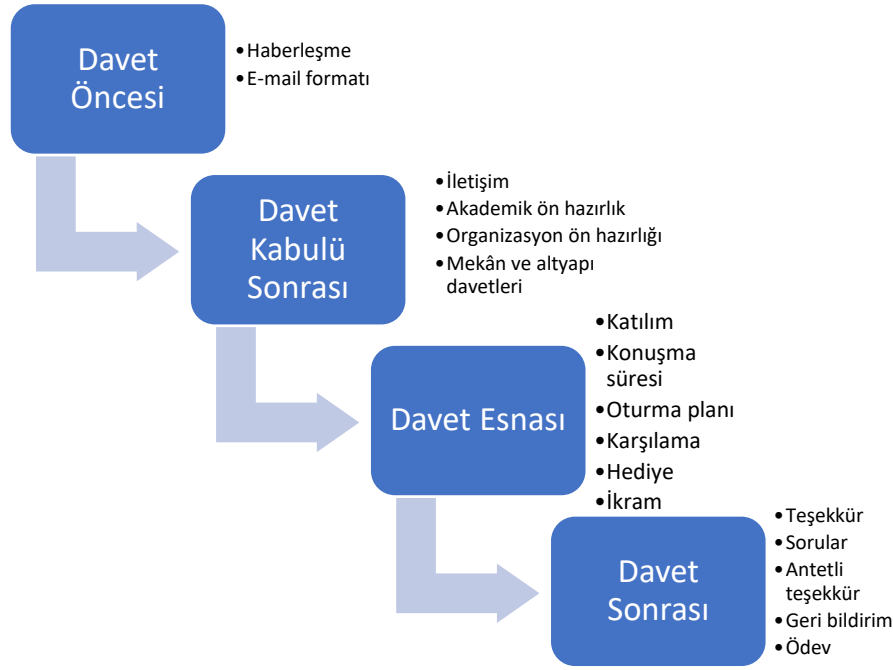 Davet
Öncesi
•Haberleşme
•E-mail formatı
Davet
Kabulü
Sonrası
•İletişim
•Akademik ön hazırlık
•Organizasyon ön hazırlığı
•Mekân ve altyapı
davetleri
Davet Esnası
•Katılım
•Konuşma
süresi
•Oturma planı
•Karşılama
•Hediye
•İkram
Davet
Sonrası
•Teşekkür
•Sorular
•Antetli
teşekkür
•Geri bildirim
•Ödev